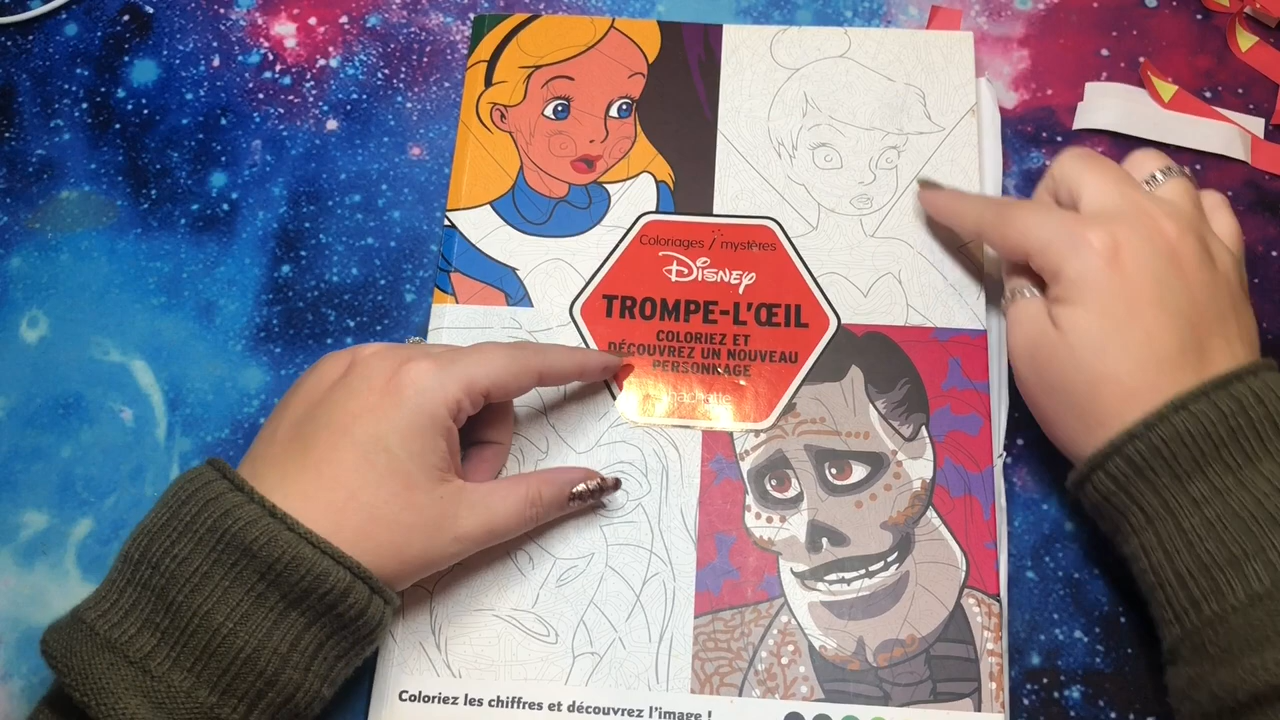 Coloriages / mystères
Disney
TROMPE-L'ŒIL
COLORIEZ ET
DÉCOUVREZ UN NOUVEAU
PERSONNAGE
hachette
Coloriez les chiffres et découvrez l'image !